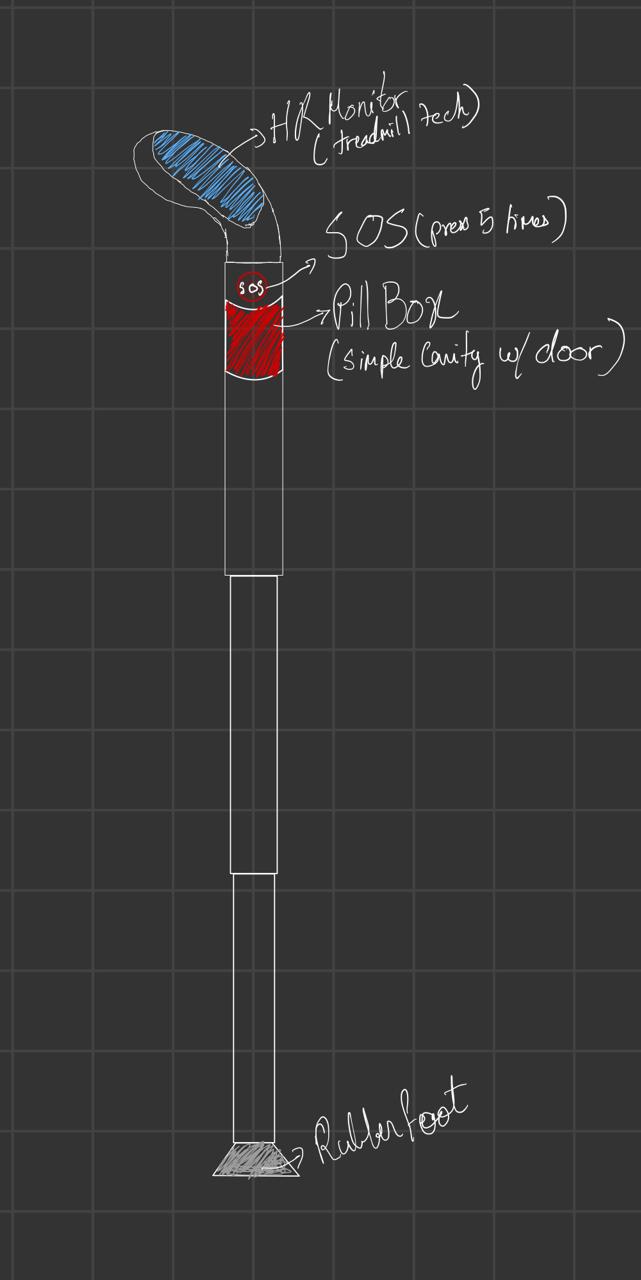 HR Monitor
(treadmill tech)
SOS (press 5 times)
SOS
Pill Box
(simple cavity w/ door)
Rubber foot